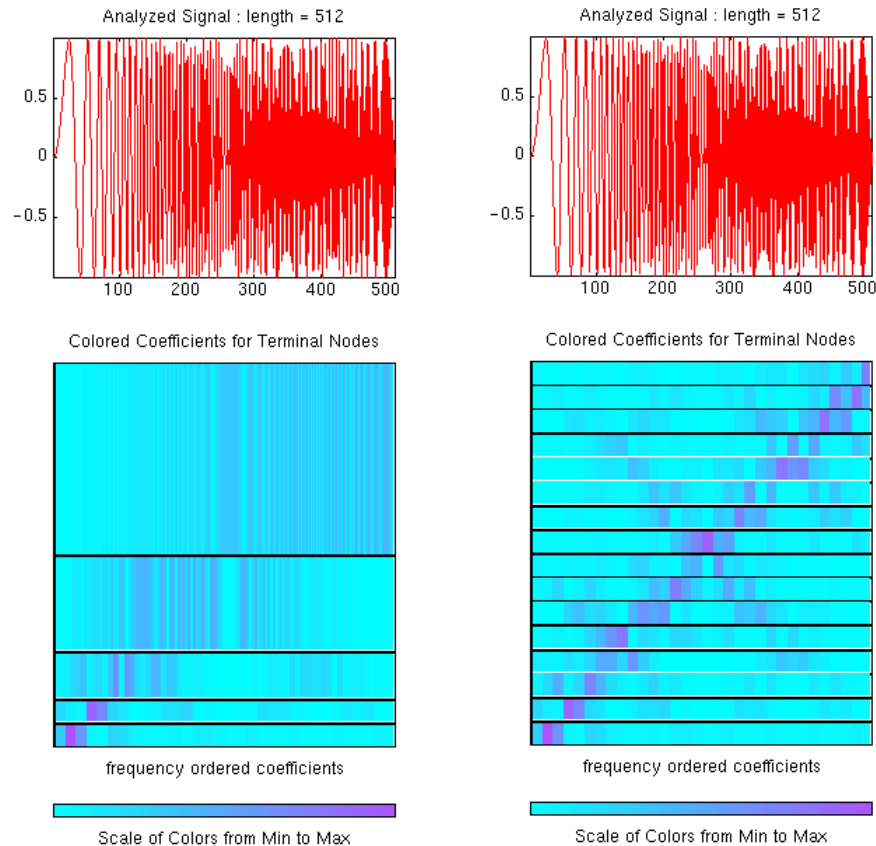 Analyzed Signal : length = 512
0.5
0
−0.5
100 200 300 400 500
Colored Coefficients for Terminal Nodes
frequency ordered coefficients
Scale of Colors from Min to Max
Analyzed Signal : length = 512
0.5
0
−0.5
100 200 300 400 500
Colored Coefficients for Terminal Nodes
frequency ordered coefficients
Scale of Colors from Min to Max